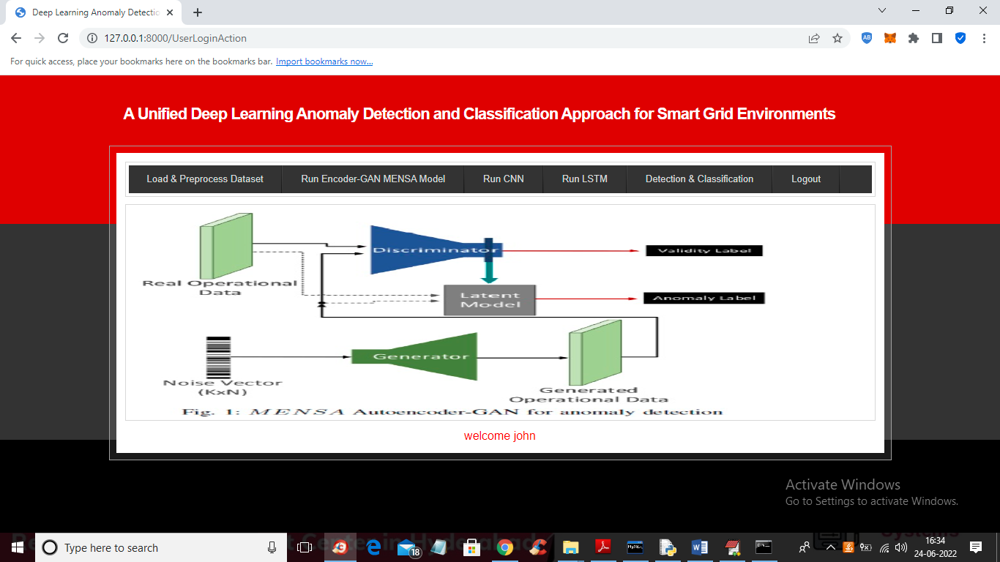 Deep Learning Anomaly Detectio
127.0.0.1:8000/UserLoginAction
AB
For quick access, place your bookmarks here on the bookmarks bar. Import bookmarks now...
A Unified Deep Learning Anomaly Detection and Classification Approach for Smart Grid Environments
Load & Preprocess Dataset Run Encoder-GAN MENSA Model Run CNN Run LSTM Detection & Classification Logout
Discriminator
Validity Label
Real Operational
Data
Latent
Model
Anomaly Label
Generator
Noise Vector
(KxN)
Generated
Operational Data
Fig. 1: MENSA Autoencoder-GAN for anomaly detection
welcome john
Activate Windows
Go to Settings to activate Windows.
Type here to search
18
16:34
24-06-2022